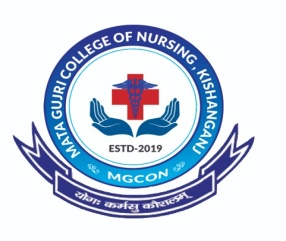 MATA GUJRI COLLEGE OF NURSING, KISHANGANJ
ESTD-2019
MGCON
योगः कर्मसु कौशलम्